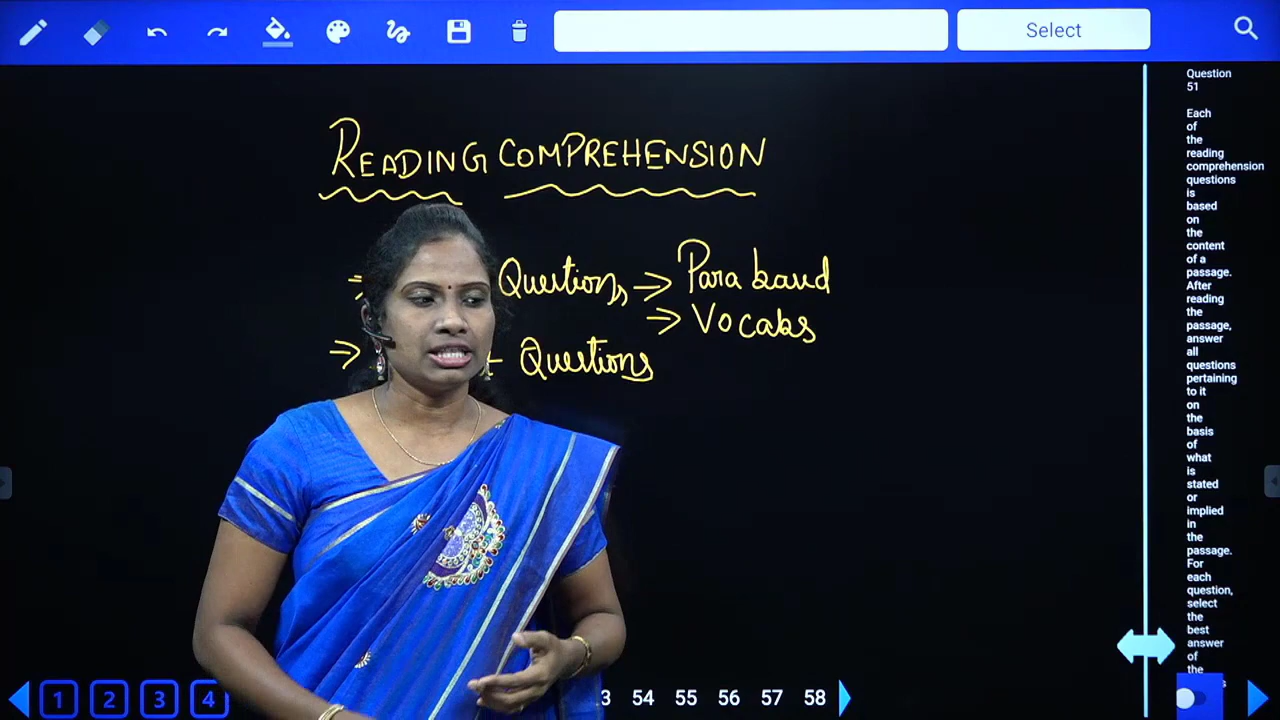 Select
READING COMPREHENSION
Questions → Para based
→ Vocabs
⇒ Questions
Question
51
Each
of
the
reading
comprehension
questions
is
based
on
the
content
of a
passage.
After
reading
the
passage,
answer
all
questions
pertaining
to it
on
the
basis
of
what
is
stated
or
implied
in
the
passage.
For
each
question,
select
the
best
answer
of
the
1 2 3 4
3 54 55 56 57 58